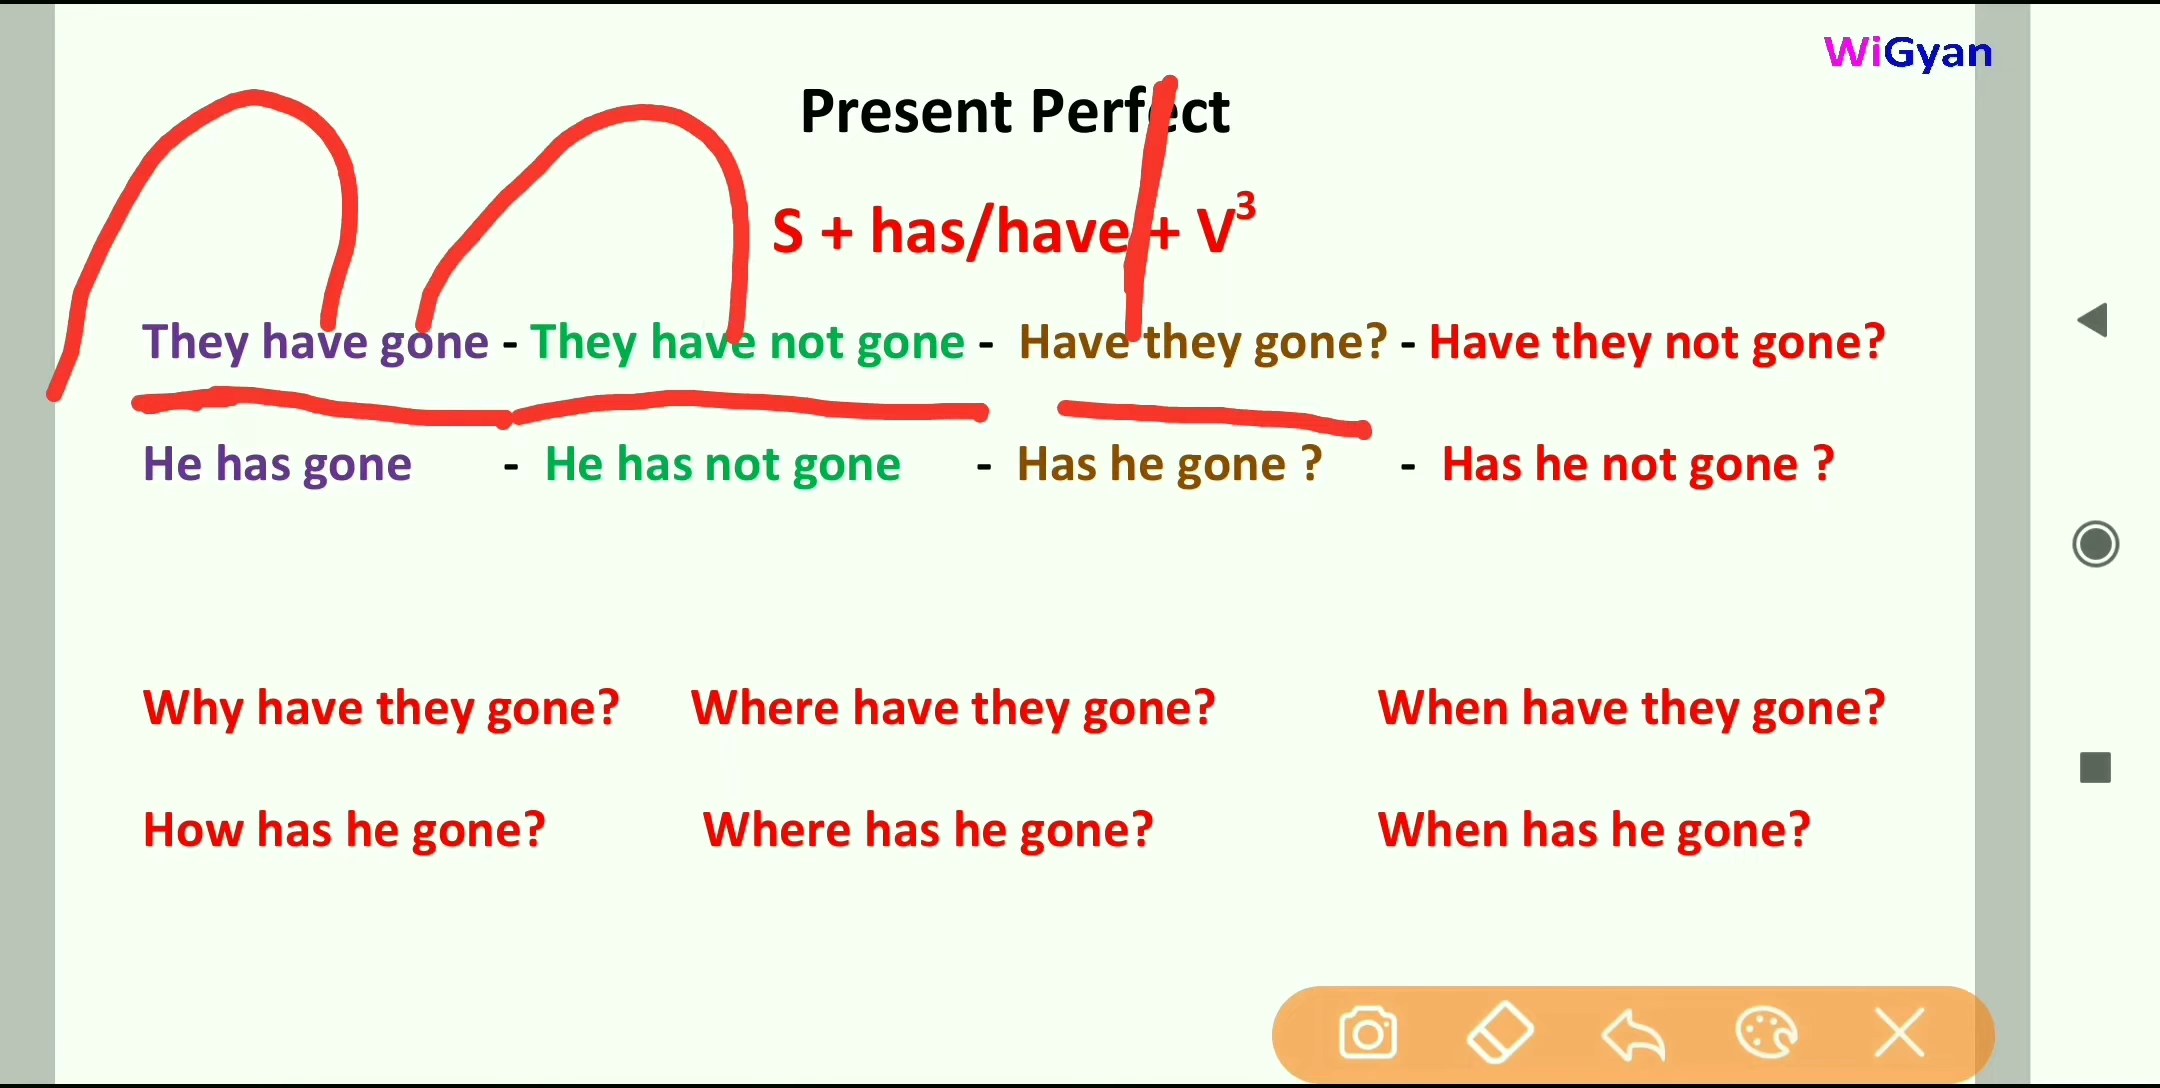 WiGyan
Present Perfect
S + has/have + V³
They have gone - They have not gone - Have they gone? - Have they not gone?
He has gone - He has not gone - Has he gone ? - Has he not gone ?
Why have they gone? Where have they gone? When have they gone?
How has he gone? Where has he gone? When has he gone?